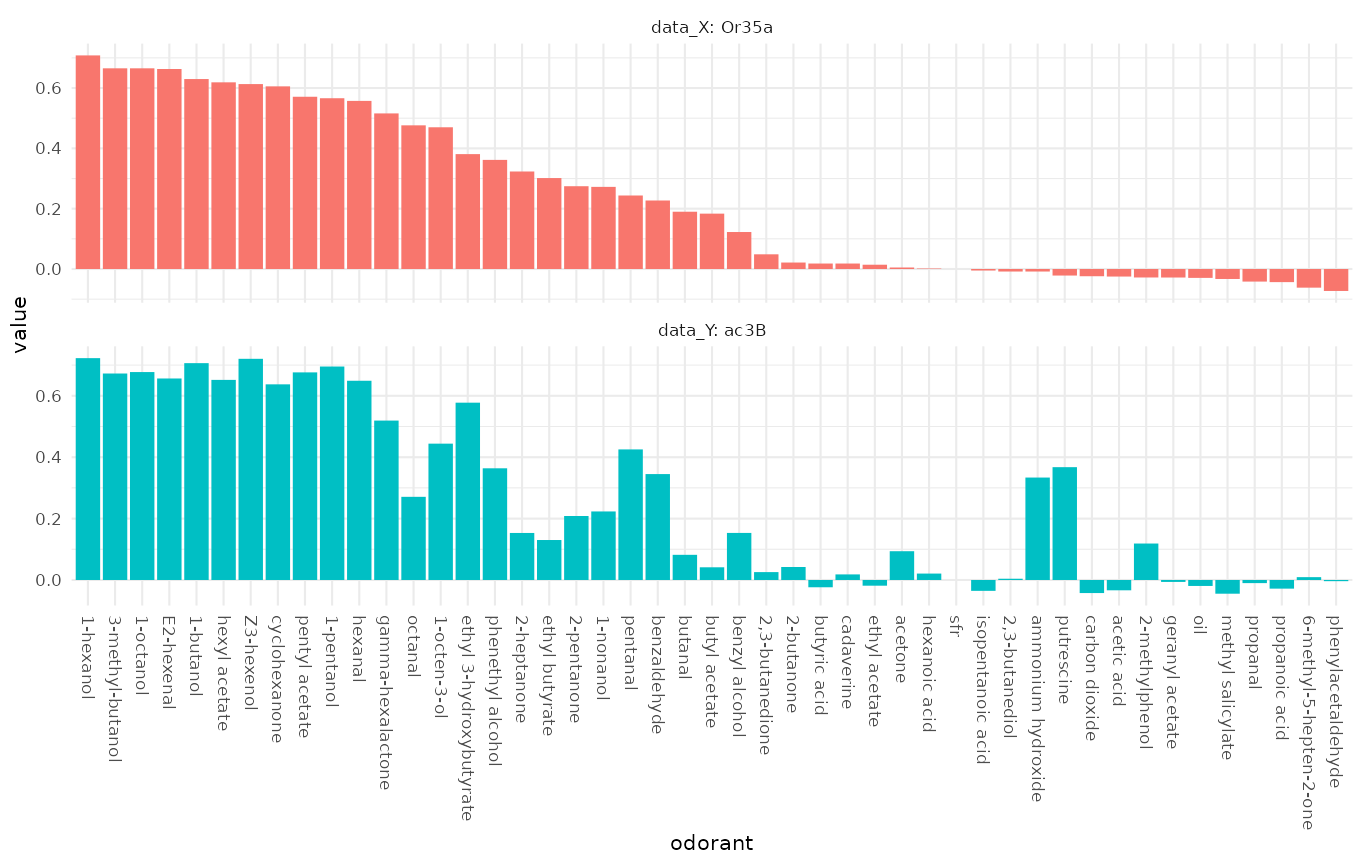 data_X: Or35a
0.6
0.4
0.2
0.0
value
data_Y: ac3B
0.6
0.4
0.2
0.0
1-hexanol
3-methyl-butanol
1-octanol
E2-hexenal
1-butanol
hexyl acetate
Z3-hexenol
cyclohexanone
pentyl acetate
1-pentanol
hexanal
gamma-hexalactone
octanal
1-octen-3-ol
ethyl 3-hydroxybutyrate
phenethyl alcohol
2-heptanone
ethyl butyrate
2-pentanone
1-nonanol
pentanal
benzaldehyde
butanal
butyl acetate
benzyl alcohol
2,3-butanedione
2-butanone
butyric acid
cadaverine
ethyl acetate
acetone
hexanoic acid
sfr
isopentanoic acid
2,3-butanediol
ammonium hydroxide
putrescine
carbon dioxide
acetic acid
2-methylphenol
geranyl acetate
oil
methyl salicylate
propanal
propanoic acid
6-methyl-5-hepten-2-one
phenylacetaldehyde
odorant